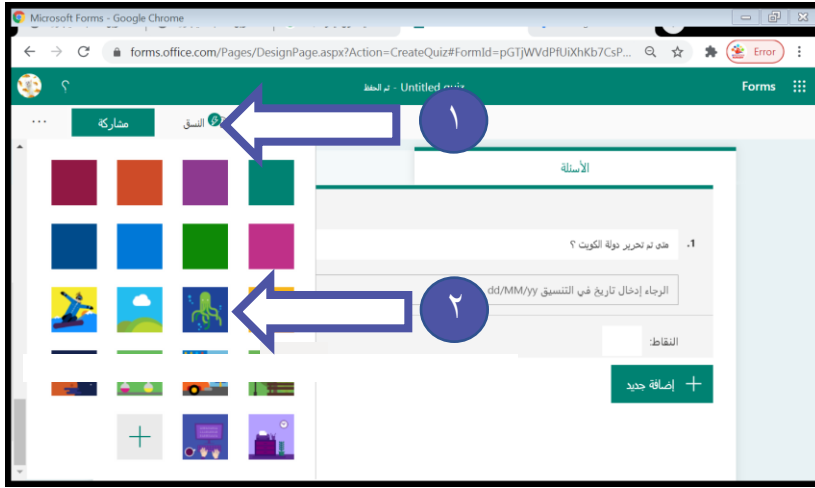 Microsoft Forms - Google Chrome
forms.office.com/Pages/DesignPage.aspx?Action=CreateQuiz#FormId=pGTjWVdPfUiXhKb7CsP...
Error
Forms
Untitled quiz - تم الحفظ
؟
النسق
مشاركة
...
١
الأسئلة
1. متى تم تحرير دولة الكويت ؟
الرجاء إدخال تاريخ في التنسيق dd/MM/yy
٢
النقاط:
إضافة جديد